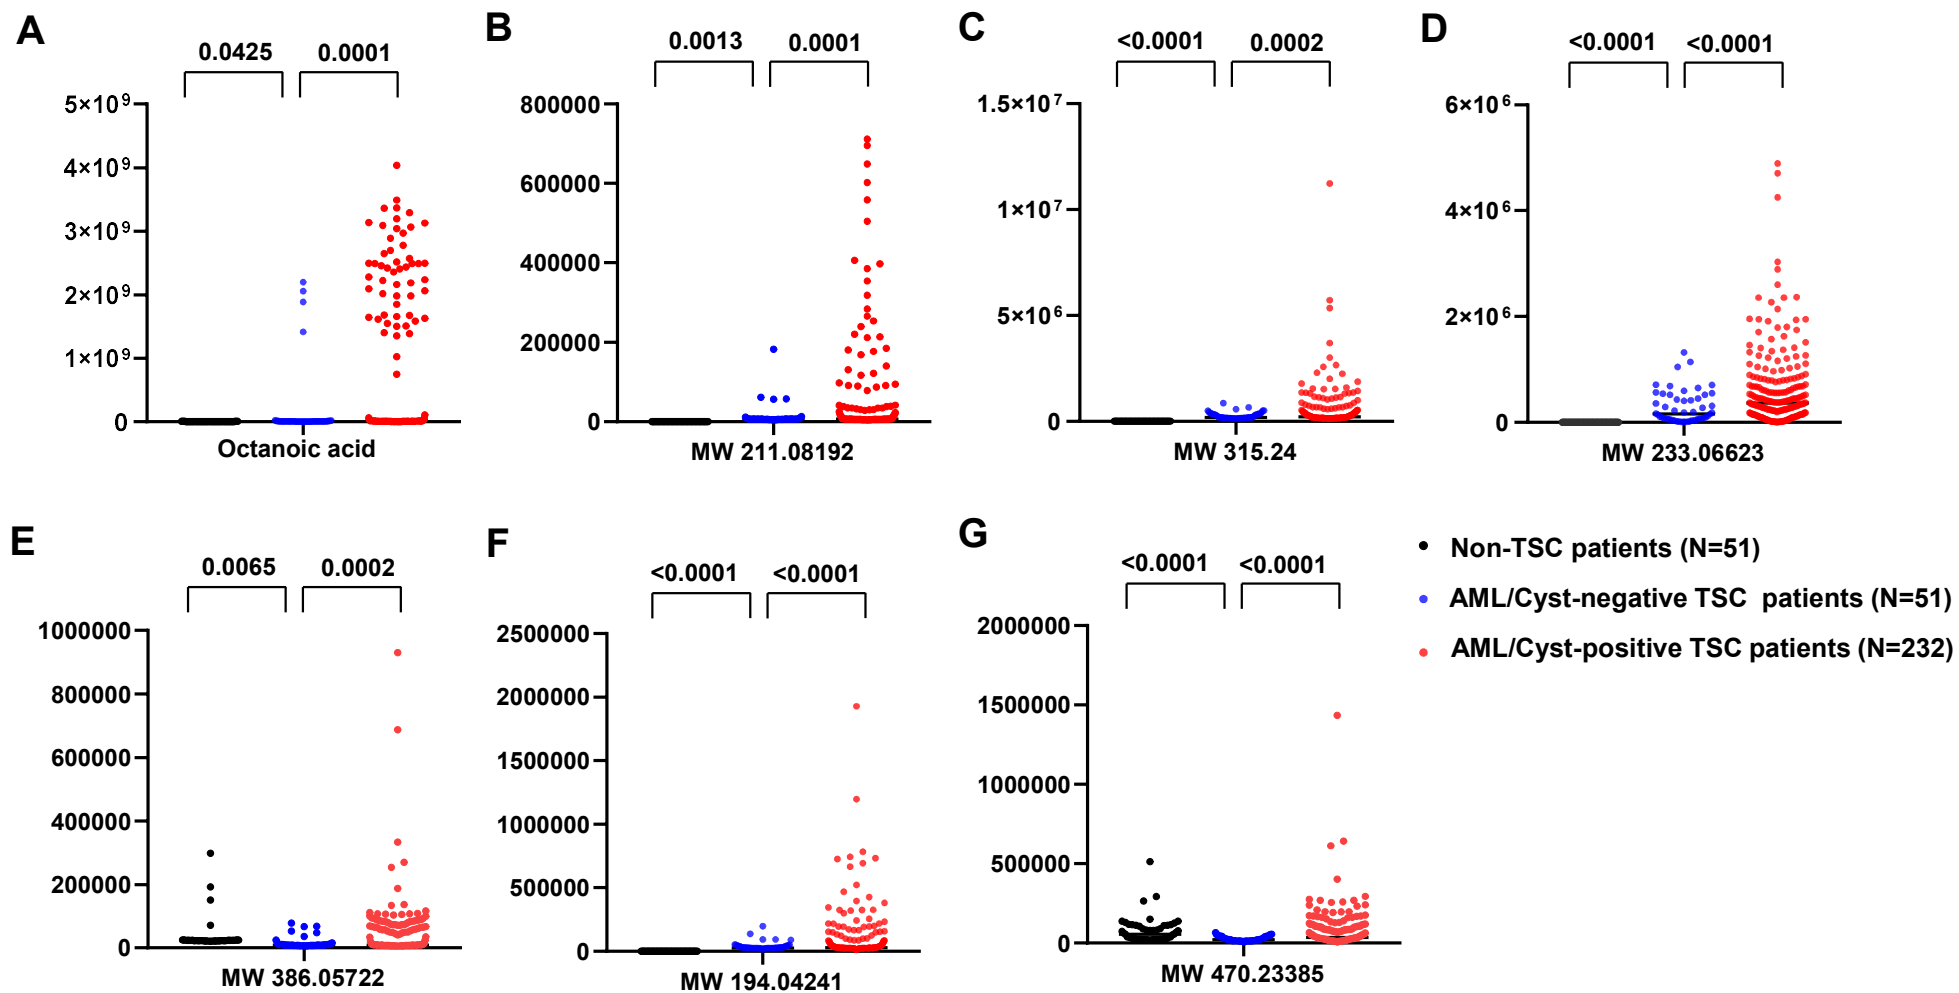 A
0.0425 0.0001
5×10⁹
4×10⁹
3×10⁹
2×10⁹
1×10⁹
0
Octanoic acid
B
0.0013 0.0001
800000
600000
400000
200000
0
MW 211.08192
C
<0.0001 0.0002
1.5×10⁷
1×10⁷
5×10⁶
0
MW 315.24
D
<0.0001 <0.0001
6×10⁶
4×10⁶
2×10⁶
0
MW 233.06623
E
0.0065 0.0002
1000000
800000
600000
400000
200000
0
MW 386.05722
F
<0.0001 <0.0001
2500000
2000000
1500000
1000000
500000
0
MW 194.04241
G
<0.0001 <0.0001
2000000
1500000
1000000
500000
0
MW 470.23385
Non-TSC patients (N=51)
AML/Cyst-negative TSC patients (N=51)
AML/Cyst-positive TSC patients (N=232)